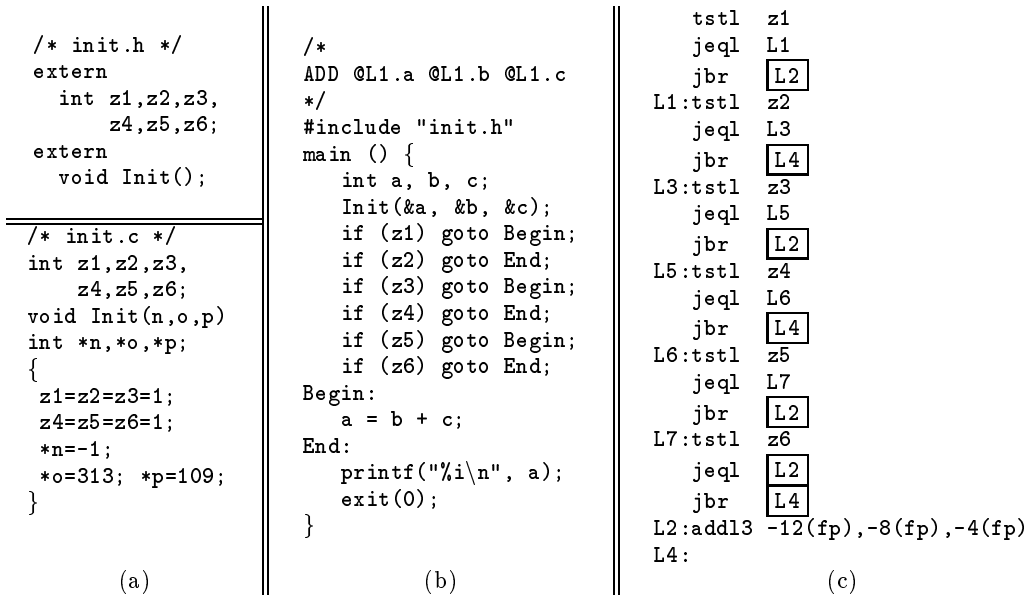 /* init.h */
extern
int z1,z2,z3,
z4,z5,z6;
extern
void Init();
/* init.c */
int z1,z2,z3,
z4,z5,z6;
void Init(n,o,p)
int *n,*o,*p;
{
z1=z2=z3=1;
z4=z5=z6=1;
*n=-1;
*o=313; *p=109;
}
(a)
/*
ADD @L1.a @L1.b @L1.c
*/
#include "init.h"
main () {
int a, b, c;
Init(&a, &b, &c);
if (z1) goto Begin;
if (z2) goto End;
if (z3) goto Begin;
if (z4) goto End;
if (z5) goto Begin;
if (z6) goto End;
Begin:
a = b + c;
End:
printf("%i\n", a);
exit(0);
}
(b)
tstl z1
jeql L1
jbr L2
L1:tstl z2
jeql L3
jbr L4
L3:tstl z3
jeql L5
jbr L2
L5:tstl z4
jeql L6
jbr L4
L6:tstl z5
jeql L7
jbr L2
L7:tstl z6
jeql L2
jbr L4
L2:addl3 -12(fp),-8(fp),-4(fp)
L4:
(c)